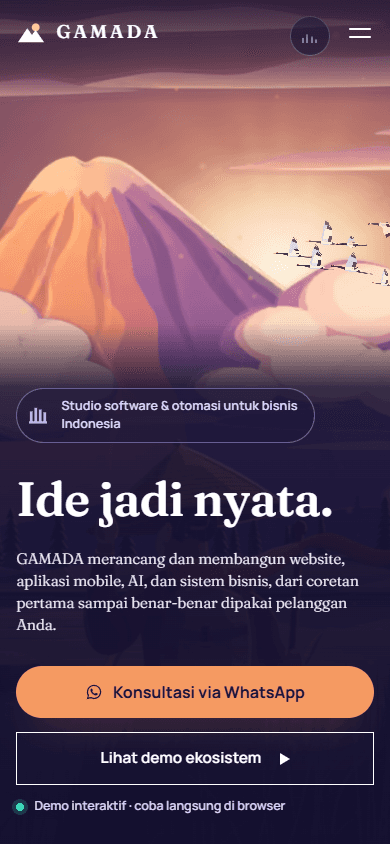 GAMADA
Studio software & otomasi untuk bisnis
Indonesia
Ide jadi nyata.
GAMADA merancang dan membangun website,
aplikasi mobile, AI, dan sistem bisnis, dari coretan
pertama sampai benar-benar dipakai pelanggan
Anda.
Konsultasi via WhatsApp
Lihat demo ekosistem
Demo interaktif · coba langsung di browser